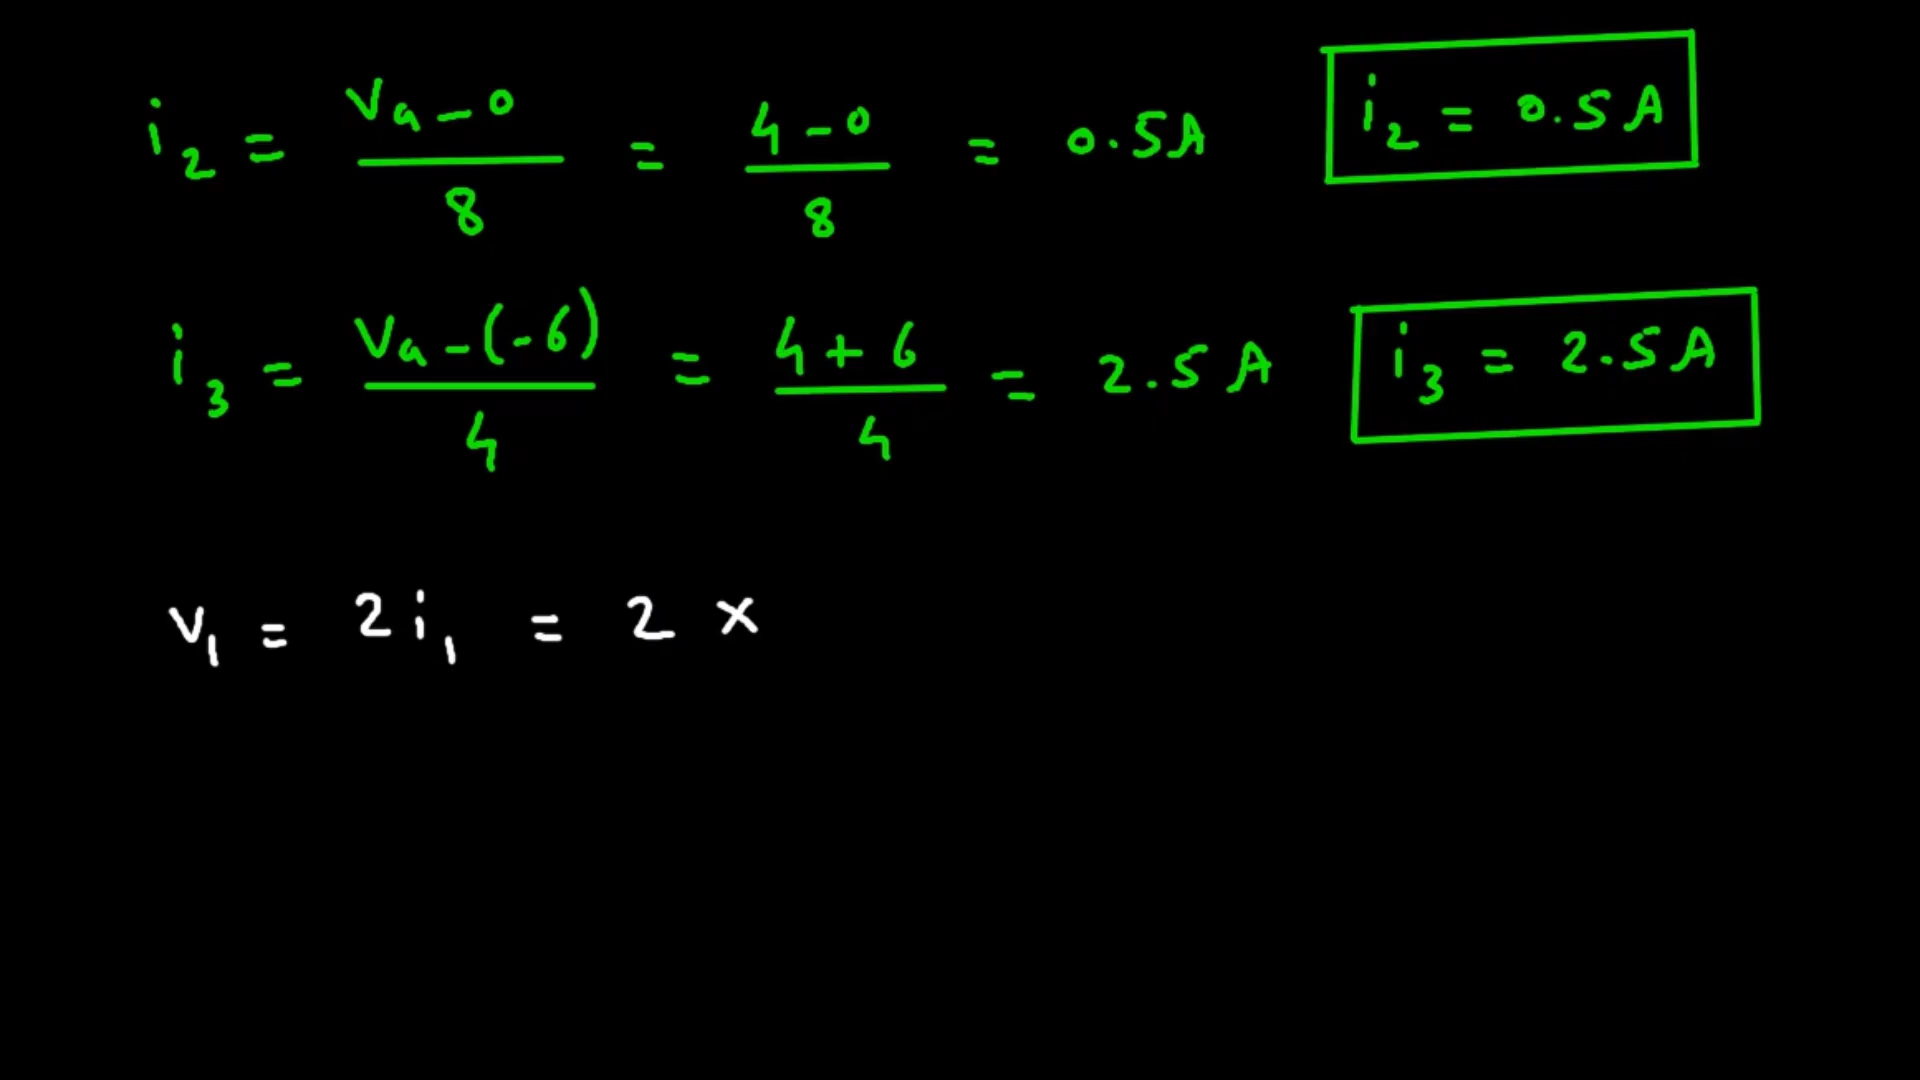 i₂ = (Va - 0)/8 = (4 - 0)/8 = 0.5A i₂ = 0.5A
i₃ = (Va - (-6))/4 = (4 + 6)/4 = 2.5A i₃ = 2.5A
v₁ = 2i₁ = 2 ×